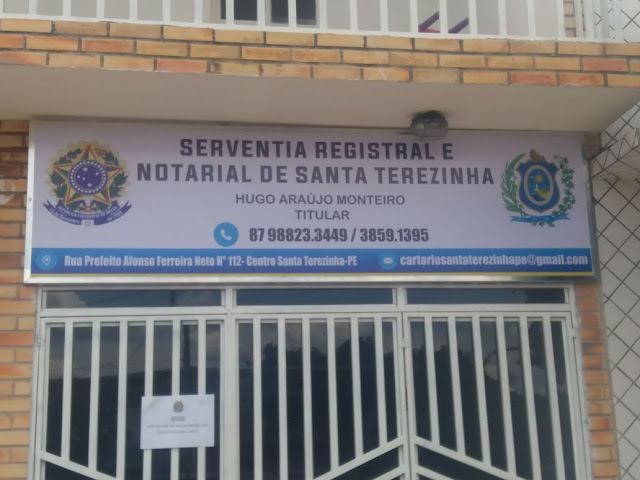 SERVENTIA REGISTRAL E
NOTARIAL DE SANTA TEREZINHA
HUGO ARAÚJO MONTEIRO
TITULAR
87 98823.3449 / 3859.1395
Rua Prefeito Afonso Ferreira Neto N° 112- Centro Santa Terezinha-PE
cartoriosantaterezinhape@gmail.com